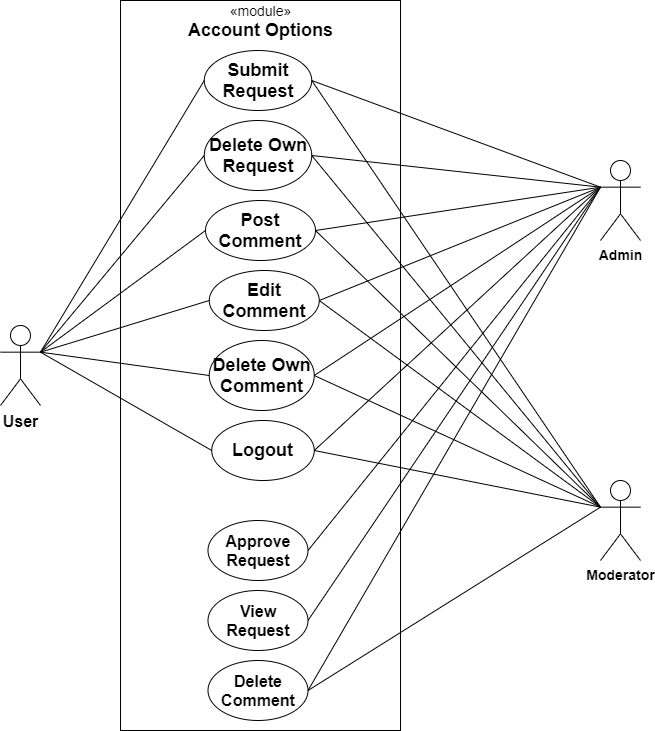 «module»
Account Options
Submit
Request
Delete Own
Request
Post
Comment
Edit
Comment
Delete Own
Comment
Logout
Approve
Request
View
Request
Delete
Comment
User
Admin
Moderator